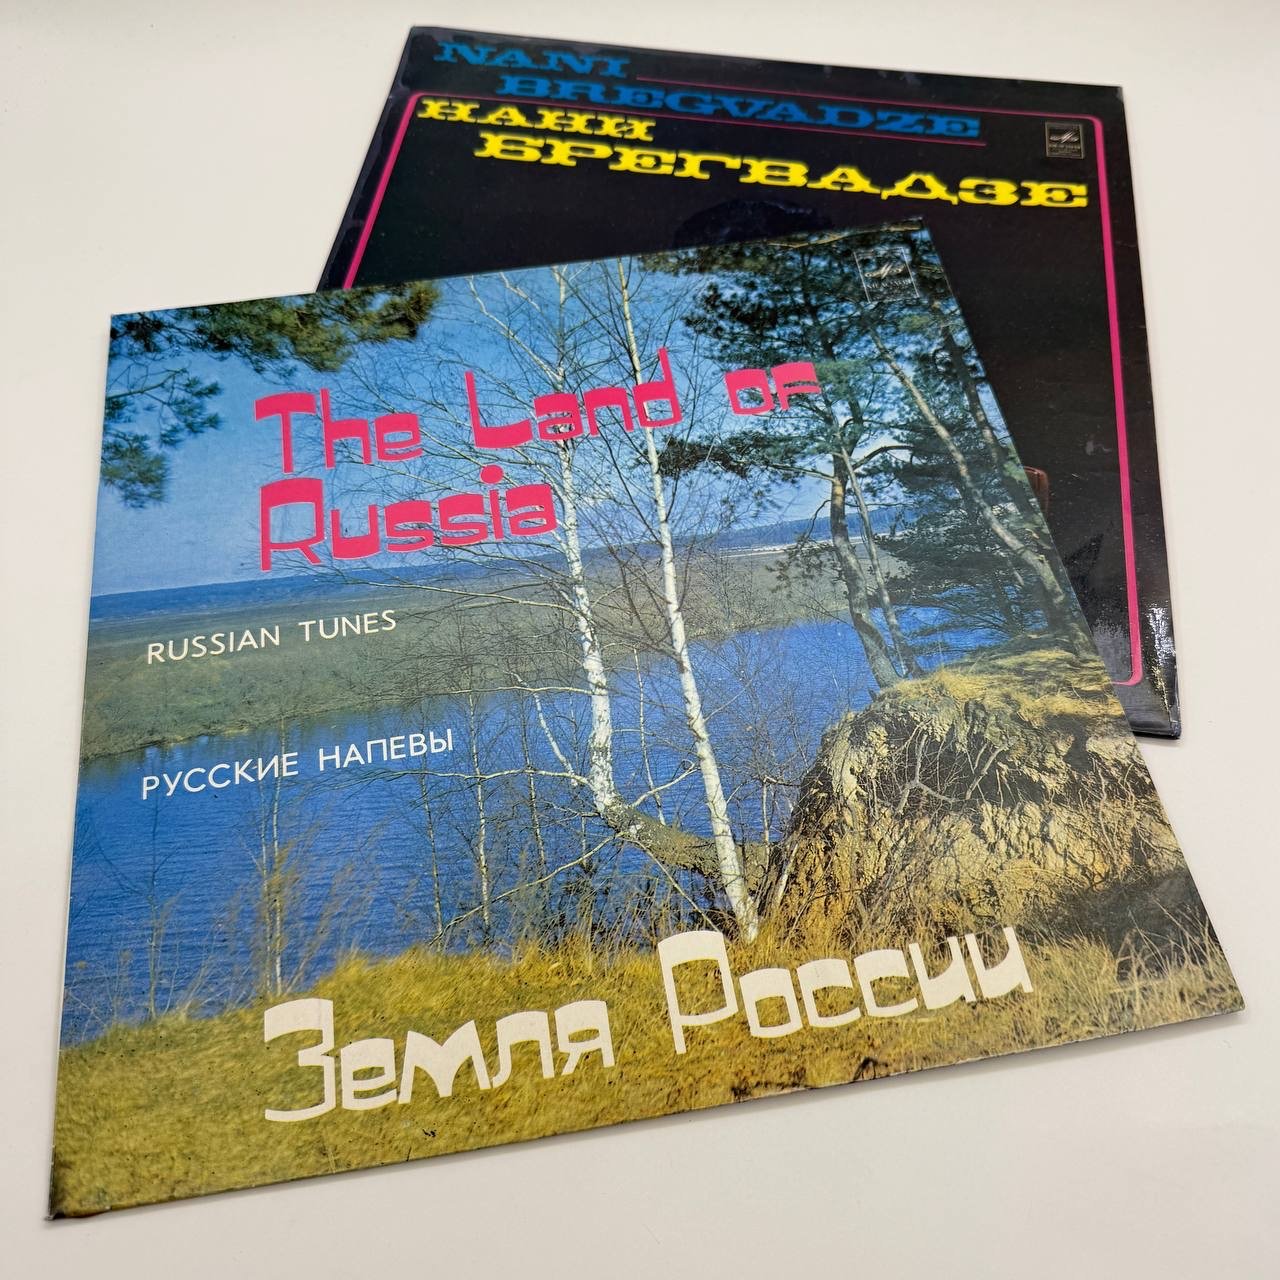 NANI
BREGVADZE
НАНИ
БРЕГВАДЗЕ
The Land of
Russia
RUSSIAN TUNES
РУССКИЕ НАПЕВЫ
Земля России